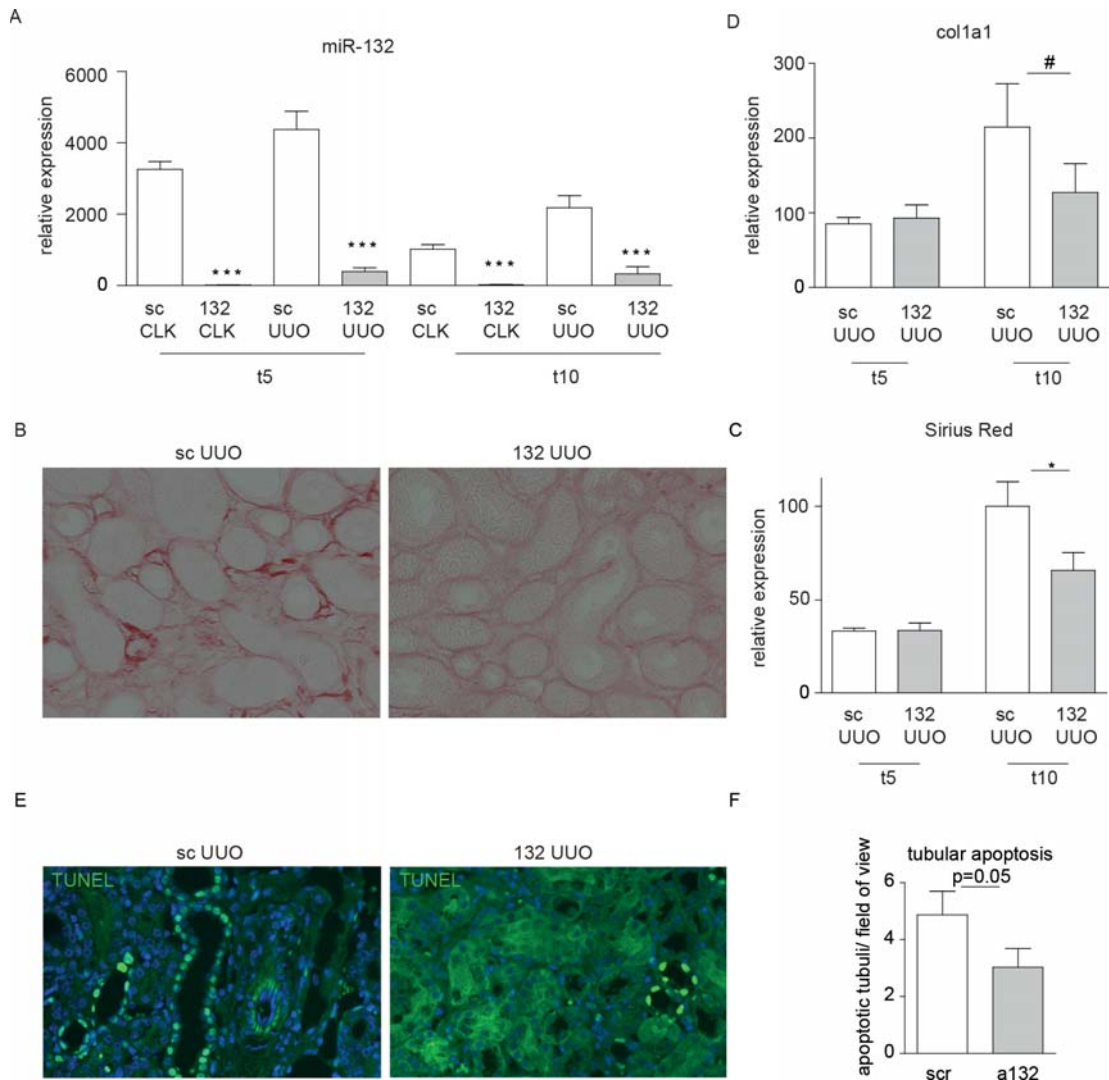 A
miR-132
relative expression
6000
4000
2000
0
*** *** *** ***
sc 132 sc 132 sc 132 sc 132
CLK CLK UUO UUO CLK CLK UUO UUO
t5 t10
D
col1a1
relative expression
300
200
100
0
#
sc 132 sc 132
UUO UUO UUO UUO
t5 t10
B
sc UUO 132 UUO
C
Sirius Red
relative expression
100
50
0
*
sc 132 sc 132
UUO UUO UUO UUO
t5 t10
E
sc UUO 132 UUO
TUNEL TUNEL
F
tubular apoptosis
p=0.05
apoptotic tubuli/ field of view
6
4
2
0
scr a132